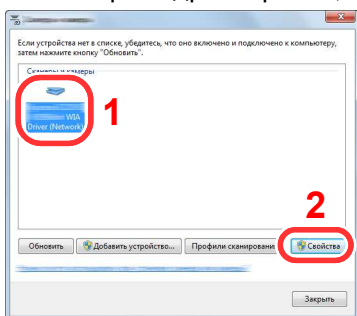 Если устройства нет в списке, убедитесь, что оно включено и подключено к компьютеру,
затем нажмите кнопку "Обновить".
Сканеры и камеры
1
WIA
Driver (Network)
2
Обновить
Добавить устройство...
Профили сканировани
Свойства
Закрыть